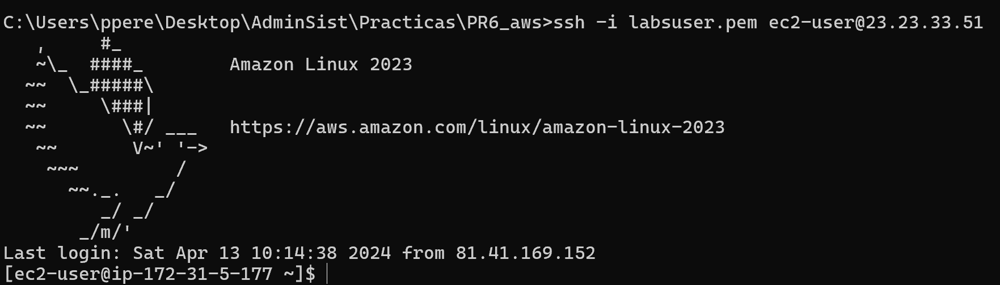 C:\Users\ppere\Desktop\AdminSist\Practicas\PR6_aws>ssh -i labsuser.pem ec2-user@23.23.33.51
   ,     #_
   ~\_  ####_        Amazon Linux 2023
  ~~  \_#####\
  ~~     \###|
  ~~       \#/ ___   https://aws.amazon.com/linux/amazon-linux-2023
   ~~       V~' '->
    ~~~         /
      ~~._.   _/
         _/ _/
       _/m/'
Last login: Sat Apr 13 10:14:38 2024 from 81.41.169.152
[ec2-user@ip-172-31-5-177 ~]$